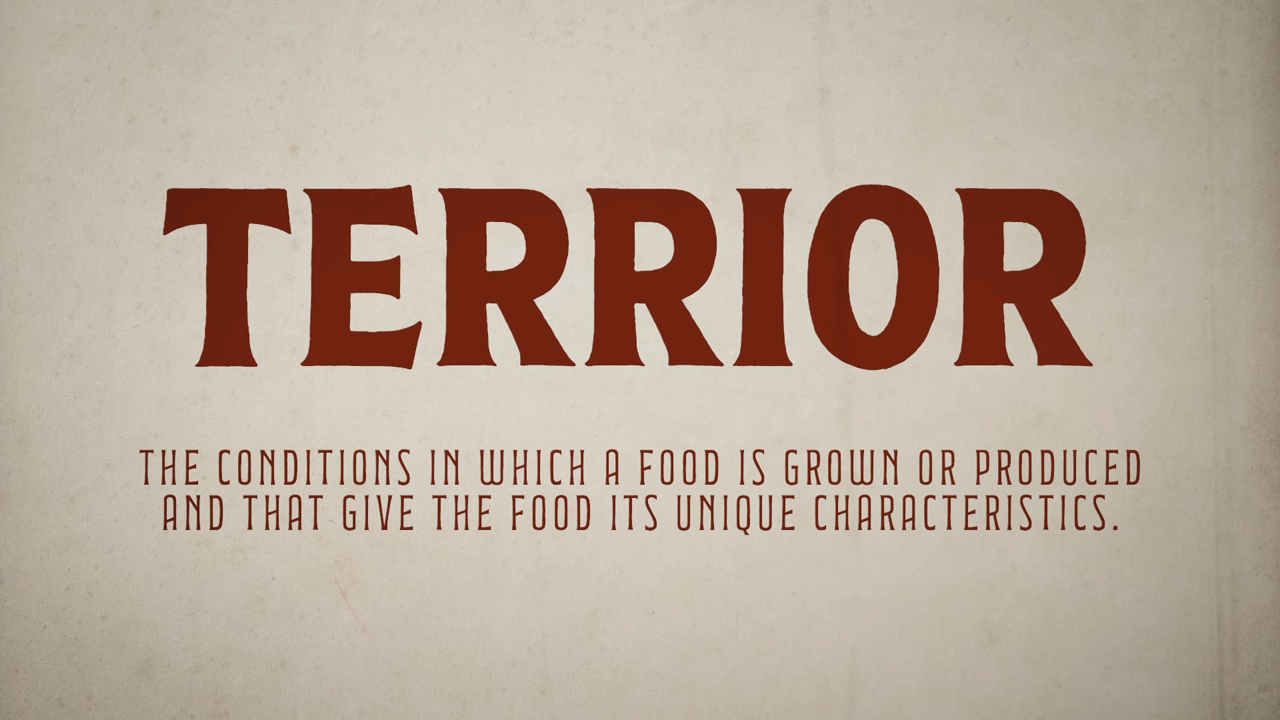 TERRIOR
THE CONDITIONS IN WHICH A FOOD IS GROWN OR PRODUCED
AND THAT GIVE THE FOOD ITS UNIQUE CHARACTERISTICS.